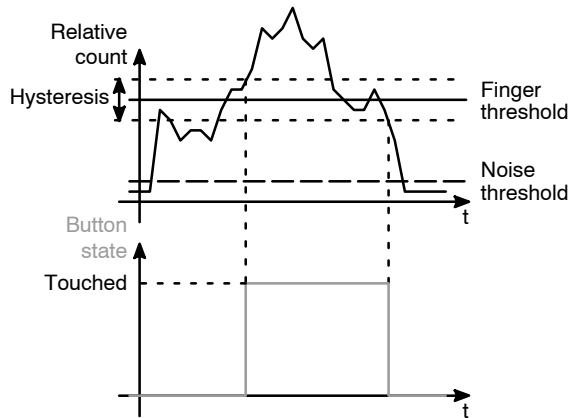 Relative
count
Hysteresis
Finger
threshold
Noise
threshold
t
Button
state
Touched
t